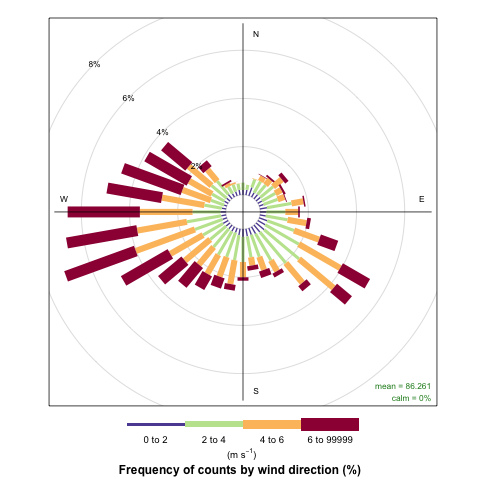 N
8%
6%
4%
2%
W
E
S
mean = 86.261
calm = 0%
0 to 2
2 to 4
4 to 6
6 to 99999
(m s⁻¹)
Frequency of counts by wind direction (%)